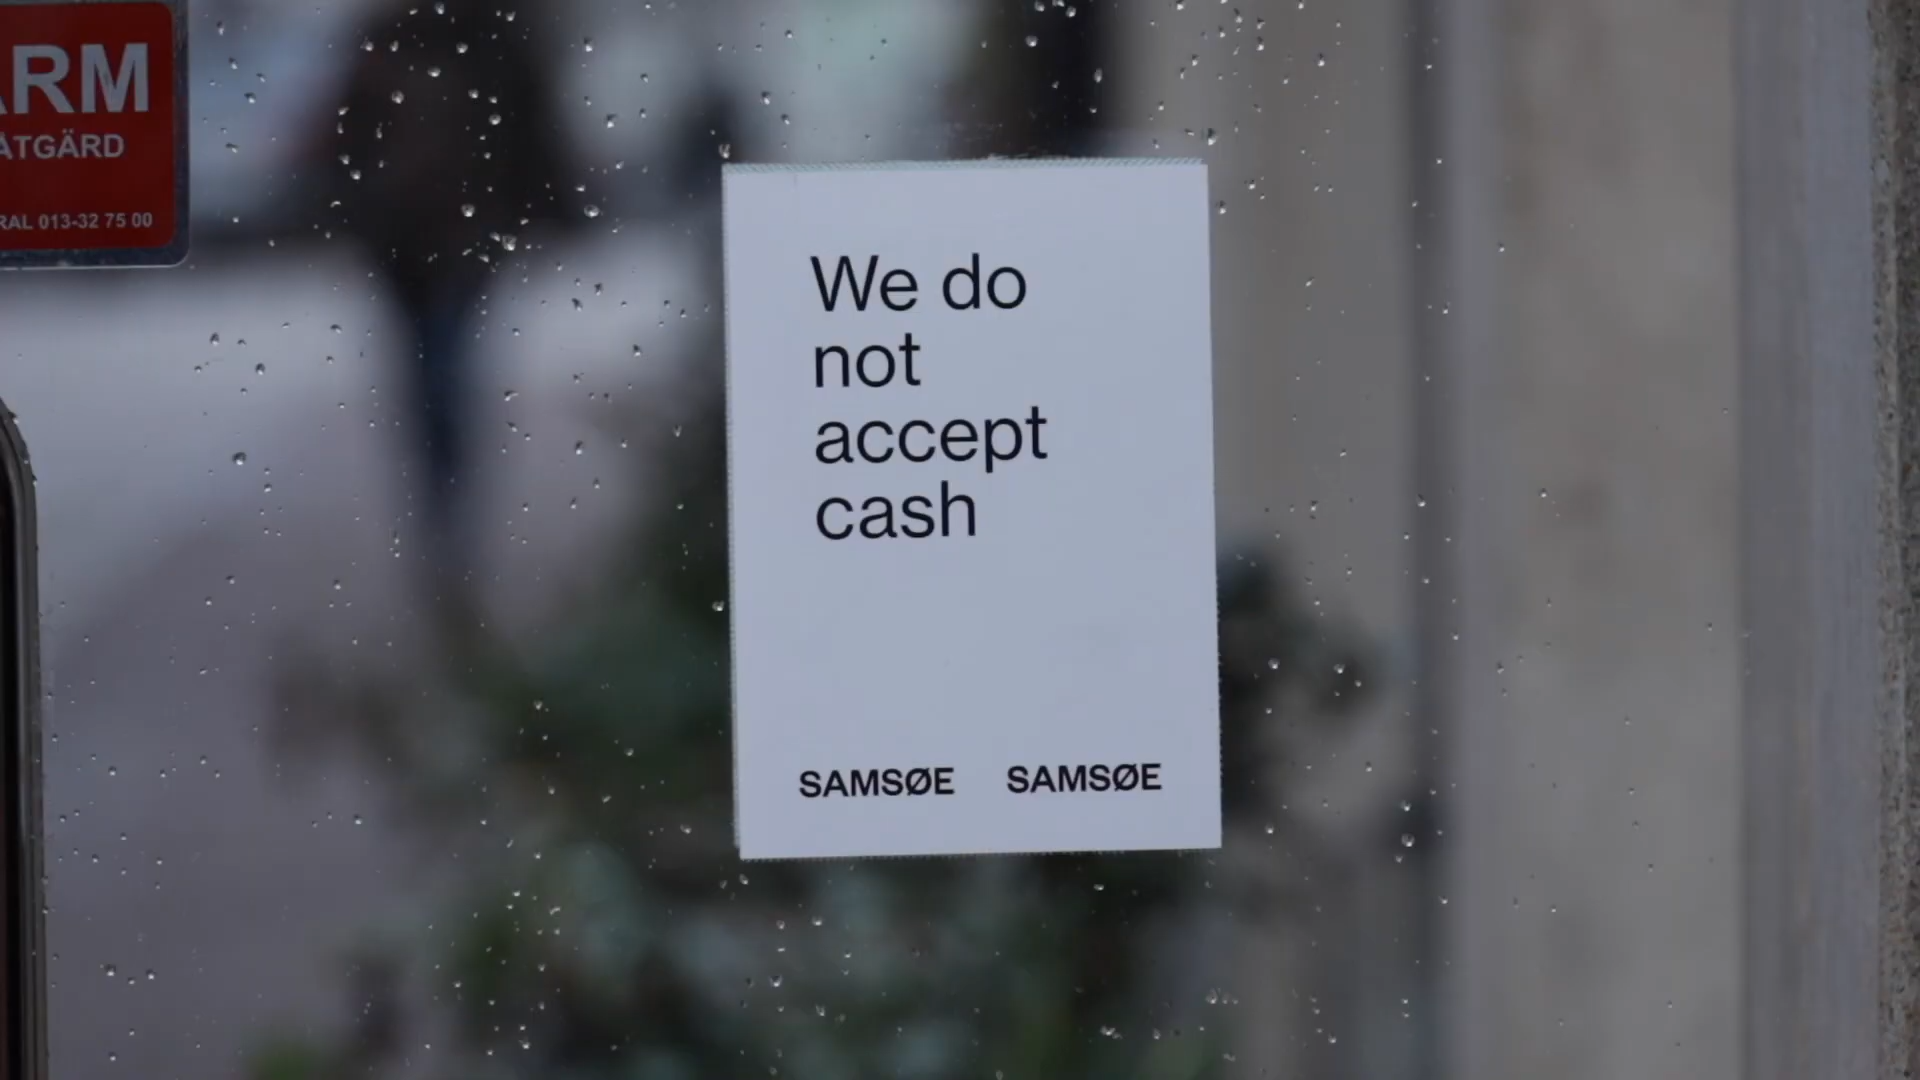 ARM
ÅTGÄRD
RAL 013-32 75 00
We do
not
accept
cash
SAMSØE SAMSØE